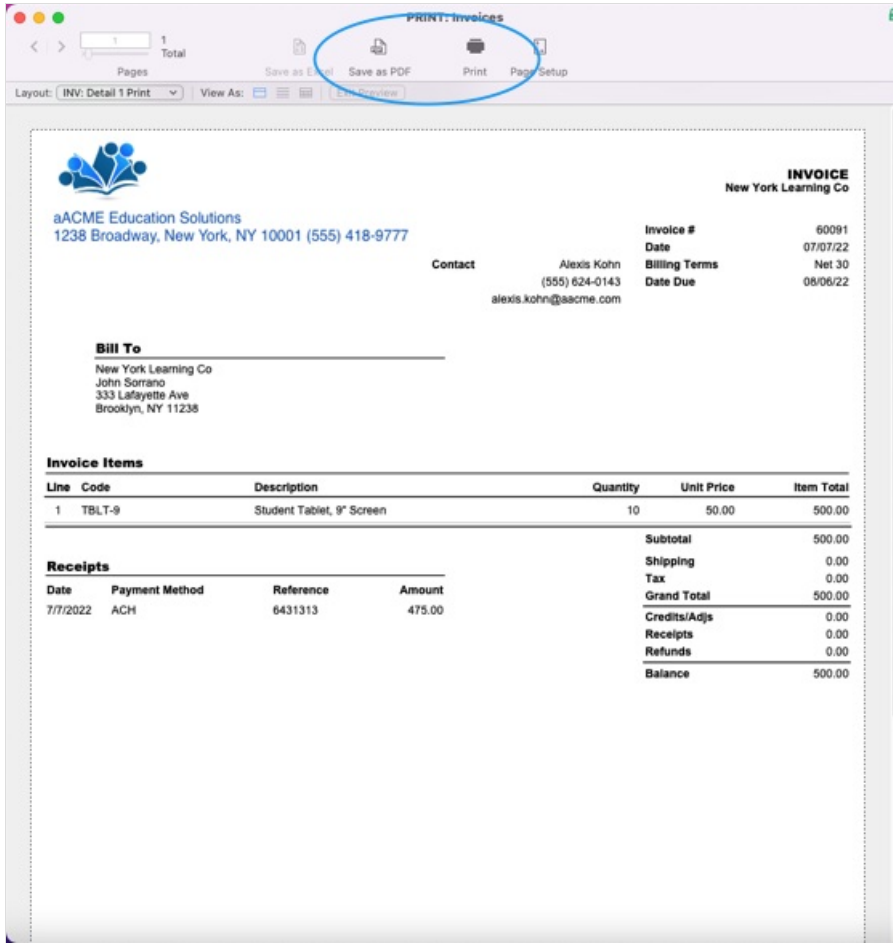 PRINT: Invoices
1
1
Total
Pages
Save as Excel
Save as PDF
Print
Page Setup
Layout: INV: Detail 1 Print
View As:
Exit Preview
INVOICE
New York Learning Co
aACME Education Solutions
1238 Broadway, New York, NY 10001 (555) 418-9777
Invoice # 60091
Date 07/07/22
Contact Alexis Kohn Billing Terms Net 30
(555) 624-0143 Date Due 08/06/22
alexis.kohn@aacme.com
Bill To
New York Learning Co
John Sorrano
333 Lafayette Ave
Brooklyn, NY 11238
Invoice Items
Line Code Description Quantity Unit Price Item Total
1 TBLT-9 Student Tablet, 9" Screen 10 50.00 500.00
Subtotal 500.00
Shipping 0.00
Tax 0.00
Grand Total 500.00
Credits/Adjs 0.00
Receipts 0.00
Refunds 0.00
Balance 500.00
Receipts
Date Payment Method Reference Amount
7/7/2022 ACH 6431313 475.00